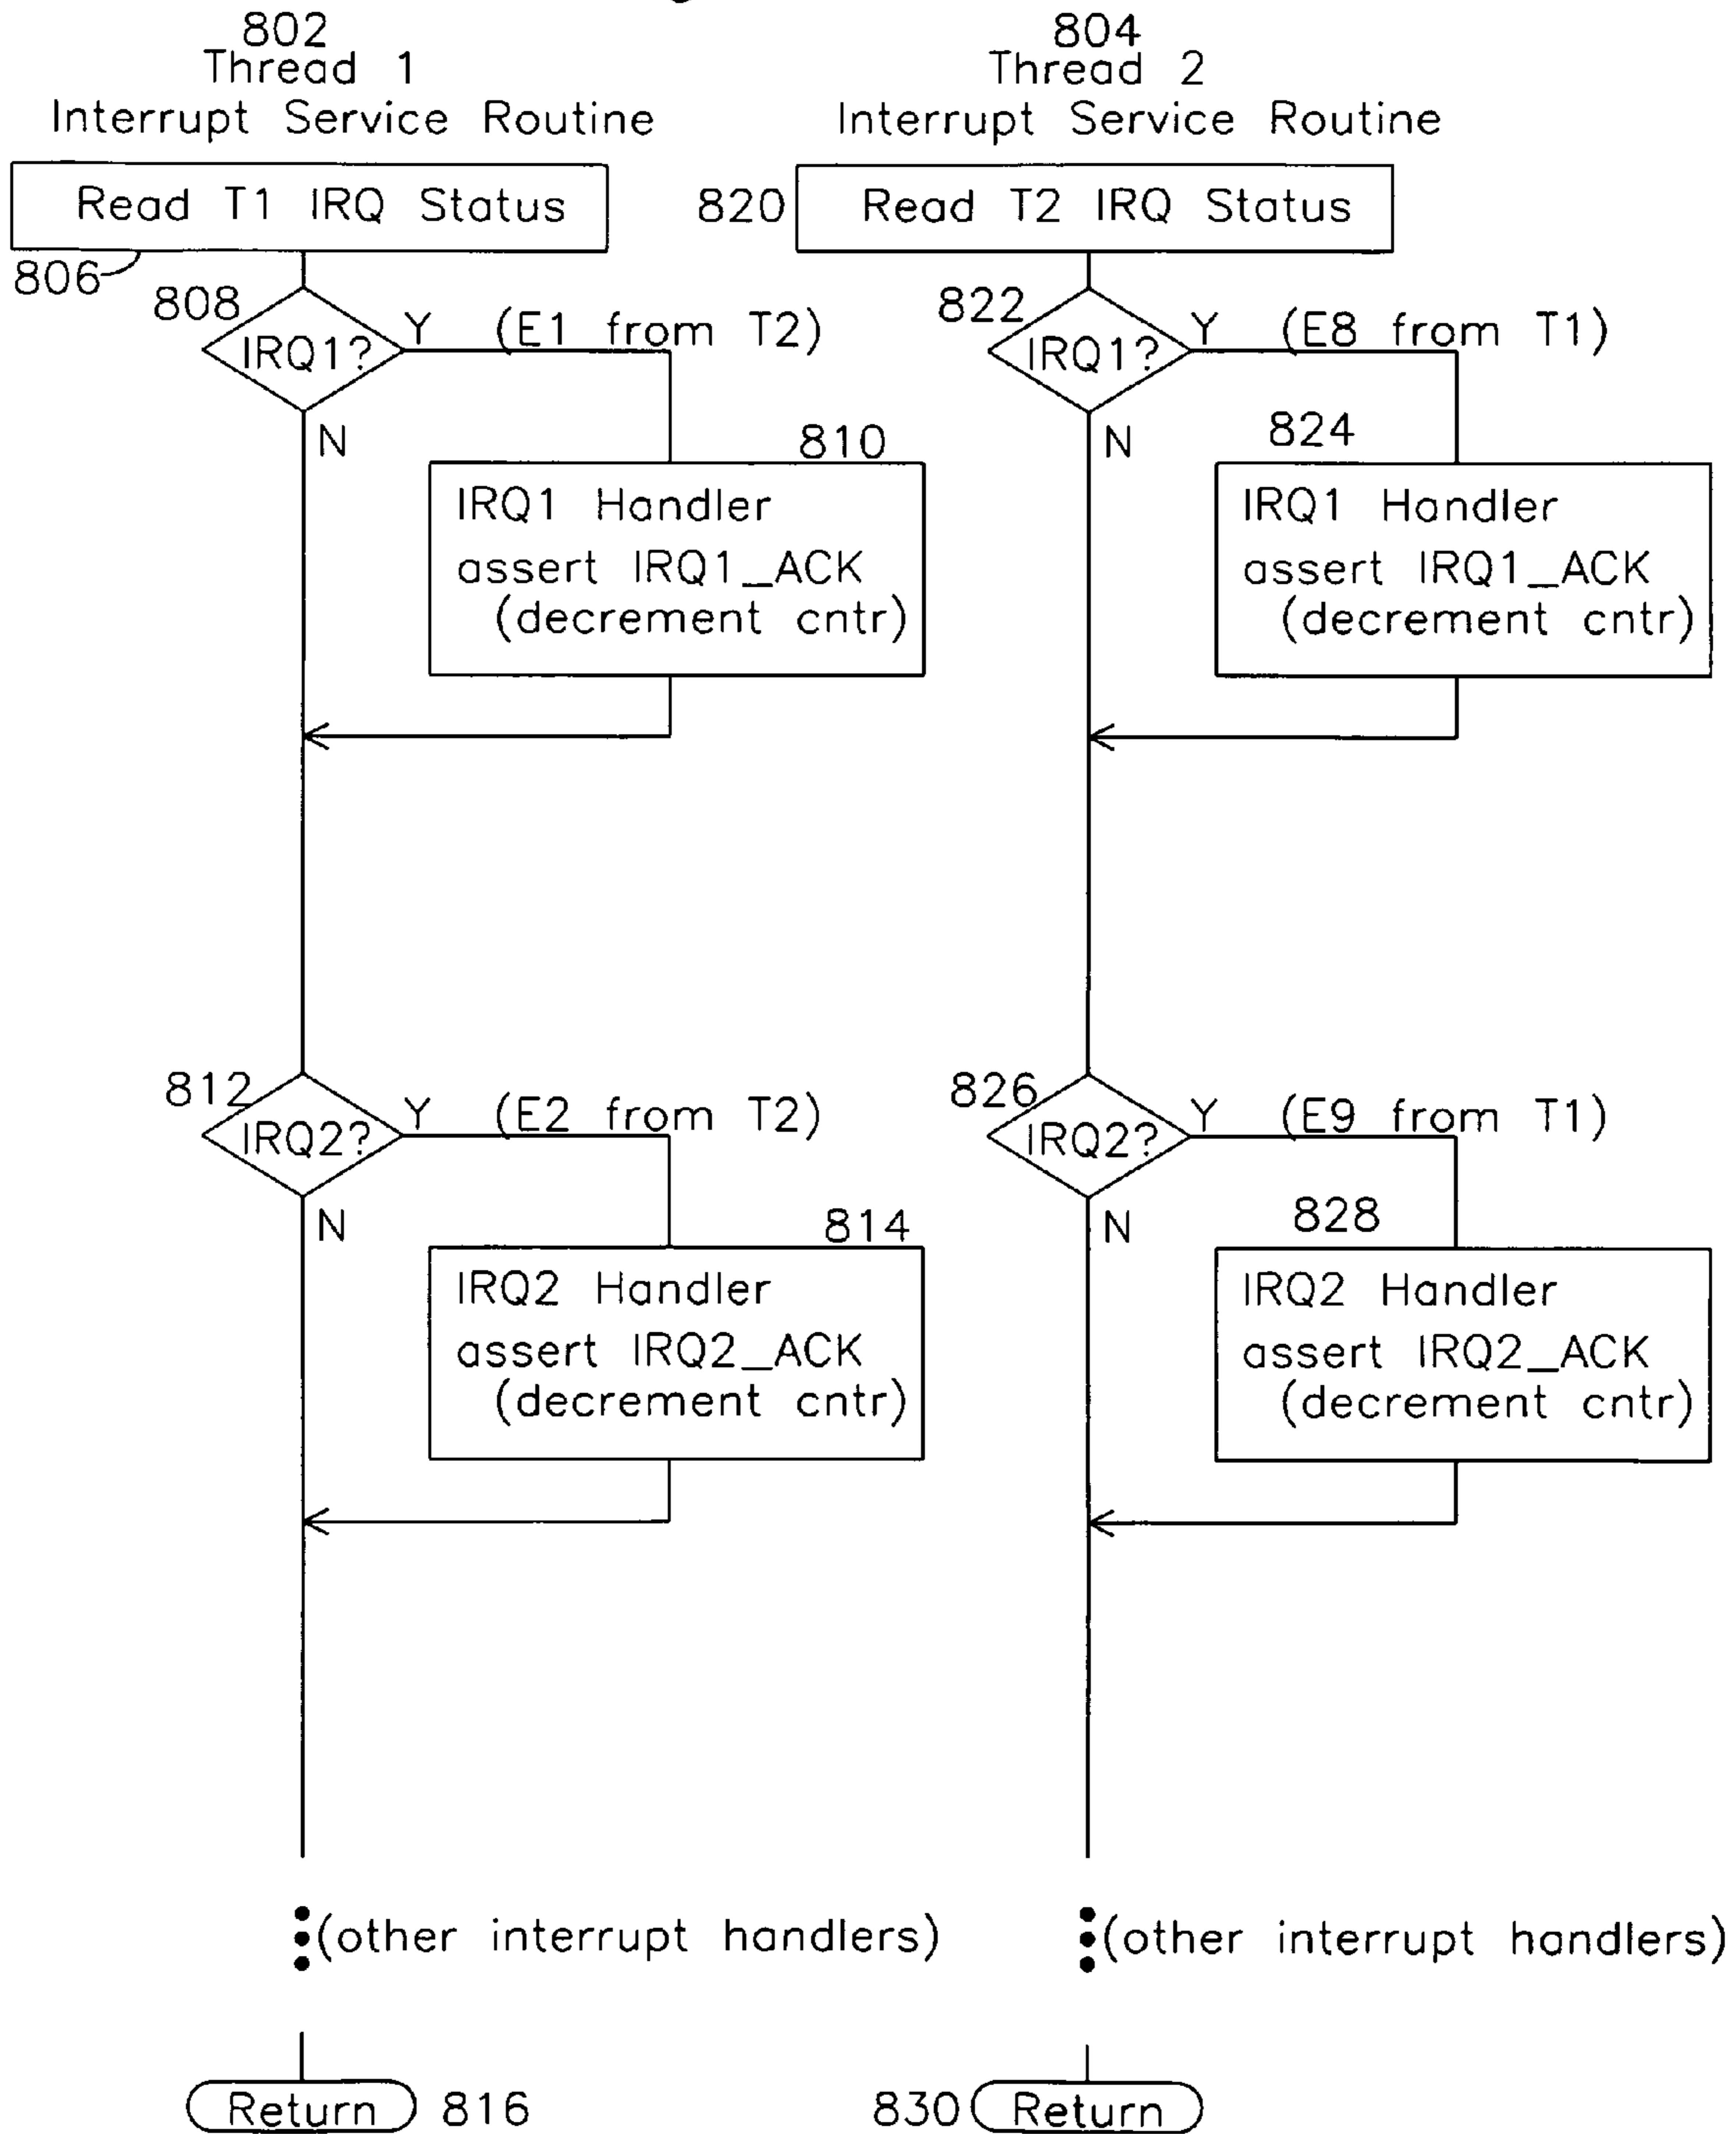 802
Thread 1
Interrupt Service Routine
Read T1 IRQ Status
806
808
IRQ1?
Y (E1 from T2)
N
810
IRQ1 Handler
assert IRQ1_ACK
(decrement cntr)
812
IRQ2?
Y (E2 from T2)
N
814
IRQ2 Handler
assert IRQ2_ACK
(decrement cntr)
(other interrupt handlers)
Return
816
804
Thread 2
Interrupt Service Routine
820
Read T2 IRQ Status
822
IRQ1?
Y (E8 from T1)
N
824
IRQ1 Handler
assert IRQ1_ACK
(decrement cntr)
826
IRQ2?
Y (E9 from T1)
N
828
IRQ2 Handler
assert IRQ2_ACK
(decrement cntr)
(other interrupt handlers)
830
Return